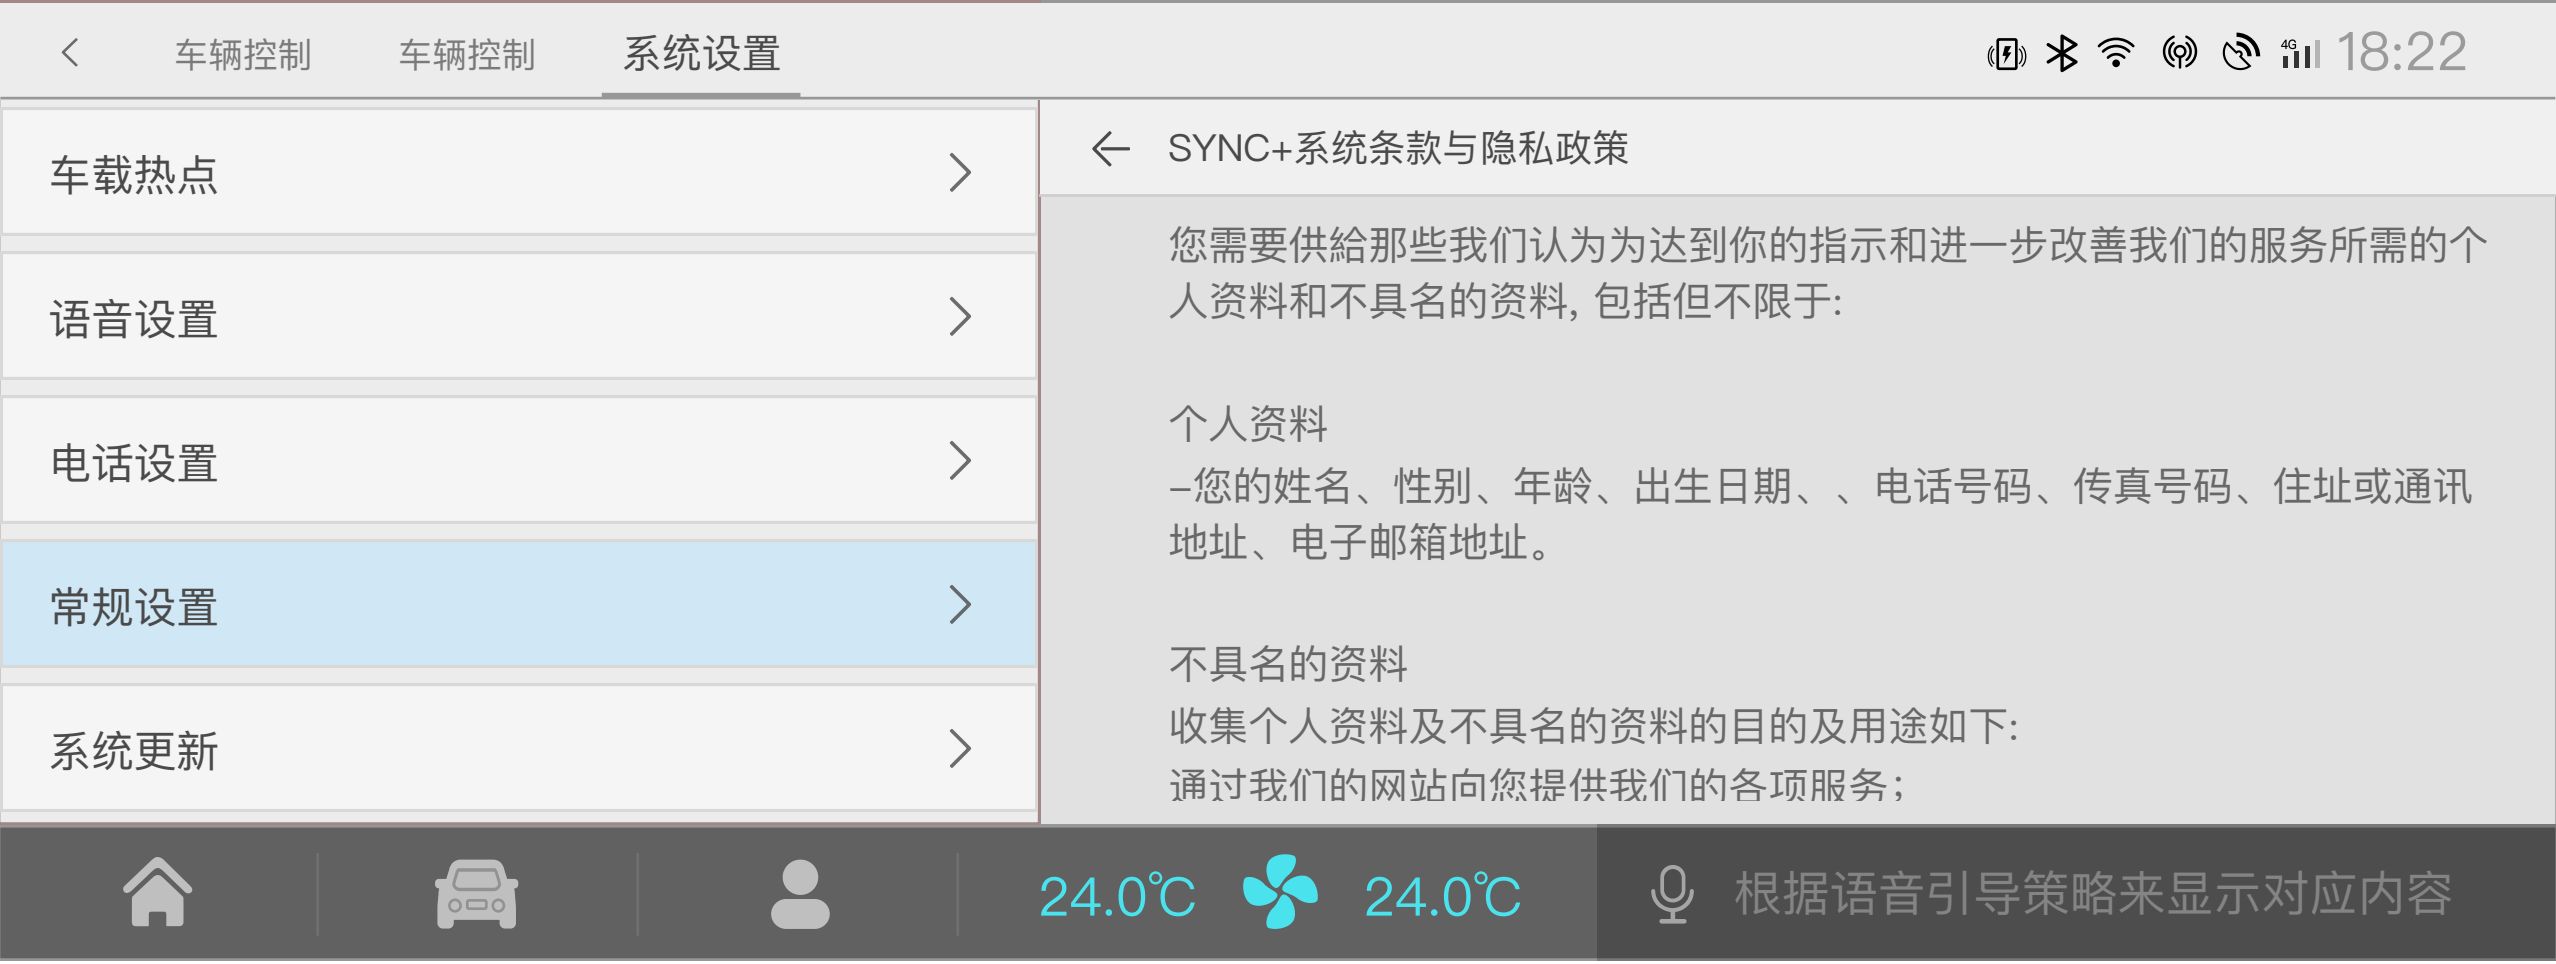 车辆控制 车辆控制 系统设置 4G 18:22
车载热点
语音设置
电话设置
常规设置
系统更新
SYNC+系统条款与隐私政策
您需要供給那些我们认为为达到你的指示和进一步改善我们的服务所需的个
人资料和不具名的资料, 包括但不限于:
个人资料
–您的姓名、性别、年龄、出生日期、、电话号码、传真号码、住址或通讯
地址、电子邮箱地址。
不具名的资料
收集个人资料及不具名的资料的目的及用途如下:
通过我们的网站向您提供我们的各项服务；
24.0℃ 24.0℃ 根据语音引导策略来显示对应内容